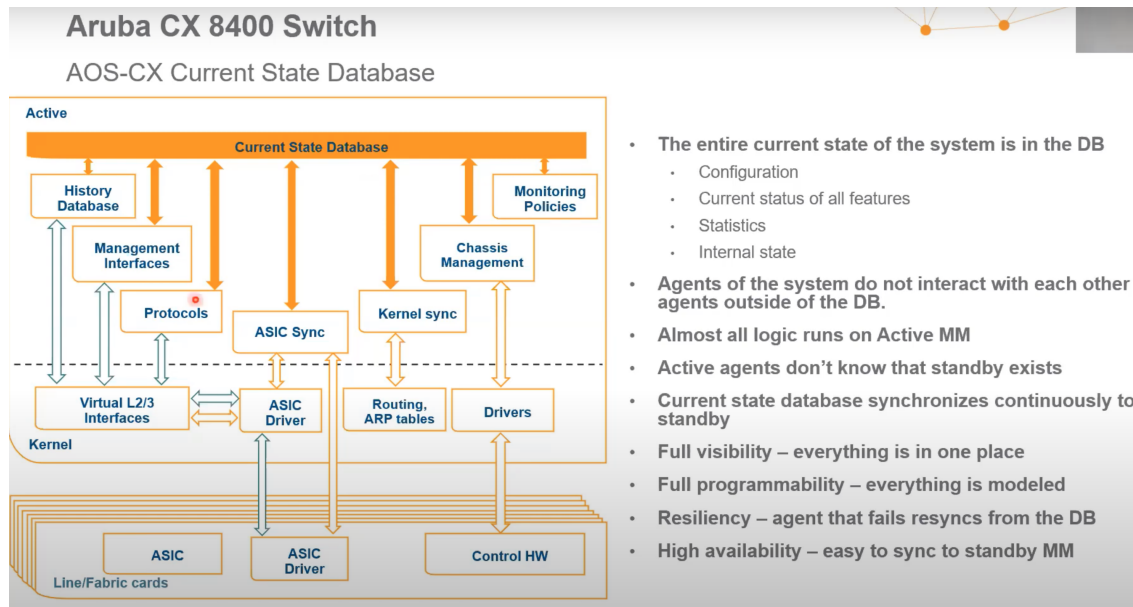 Aruba CX 8400 Switch
AOS-CX Current State Database
Active
Current State Database
History
Database
Monitoring
Policies
Management
Interfaces
Chassis
Management
Protocols
ASIC Sync
Kernel sync
Virtual L2/3
Interfaces
ASIC
Driver
Routing,
ARP tables
Drivers
Kernel
ASIC
ASIC
Driver
Control HW
Line/Fabric cards
• The entire current state of the system is in the DB
• Configuration
• Current status of all features
• Statistics
• Internal state
• Agents of the system do not interact with each other
agents outside of the DB.
• Almost all logic runs on Active MM
• Active agents don't know that standby exists
• Current state database synchronizes continuously to
standby
• Full visibility – everything is in one place
• Full programmability – everything is modeled
• Resiliency – agent that fails resyncs from the DB
• High availability – easy to sync to standby MM